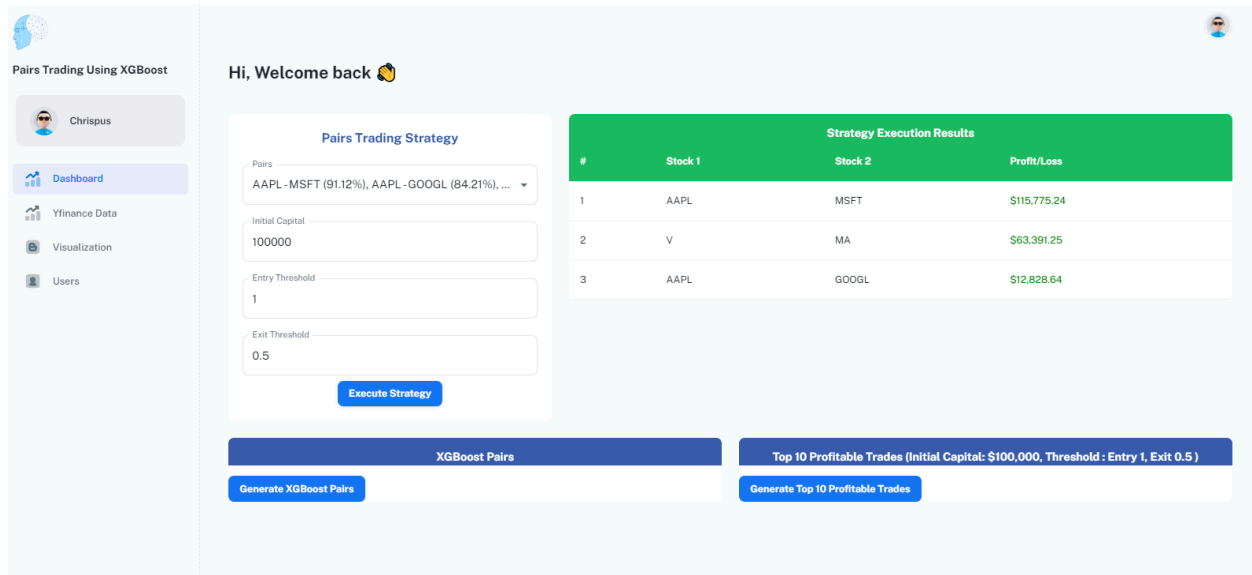 Pairs Trading Using XGBoost
Chrispus
Dashboard
Yfinance Data
Visualization
Users
Hi, Welcome back 👋
Pairs Trading Strategy
Pairs
AAPL-MSFT (91.12%), AAPL-GOOGL (84.21%), ...
Initial Capital
100000
Entry Threshold
1
Exit Threshold
0.5
Execute Strategy
Strategy Execution Results
# Stock 1 Stock 2 Profit/Loss
1 AAPL MSFT $115,775.24
2 V MA $63,391.25
3 AAPL GOOGL $12,828.64
XGBoost Pairs
Generate XGBoost Pairs
Top 10 Profitable Trades (Initial Capital: $100,000, Threshold : Entry 1, Exit 0.5 )
Generate Top 10 Profitable Trades